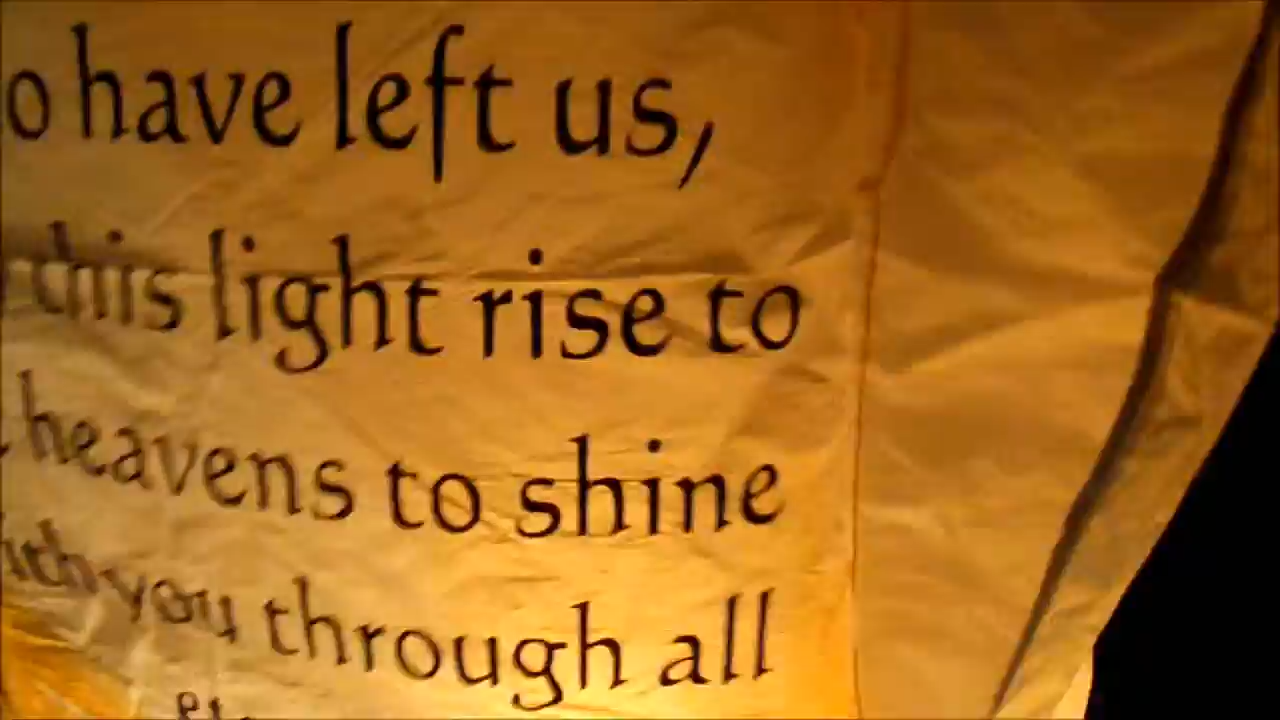 have left us,
this light rise to
heavens to shine
you through all